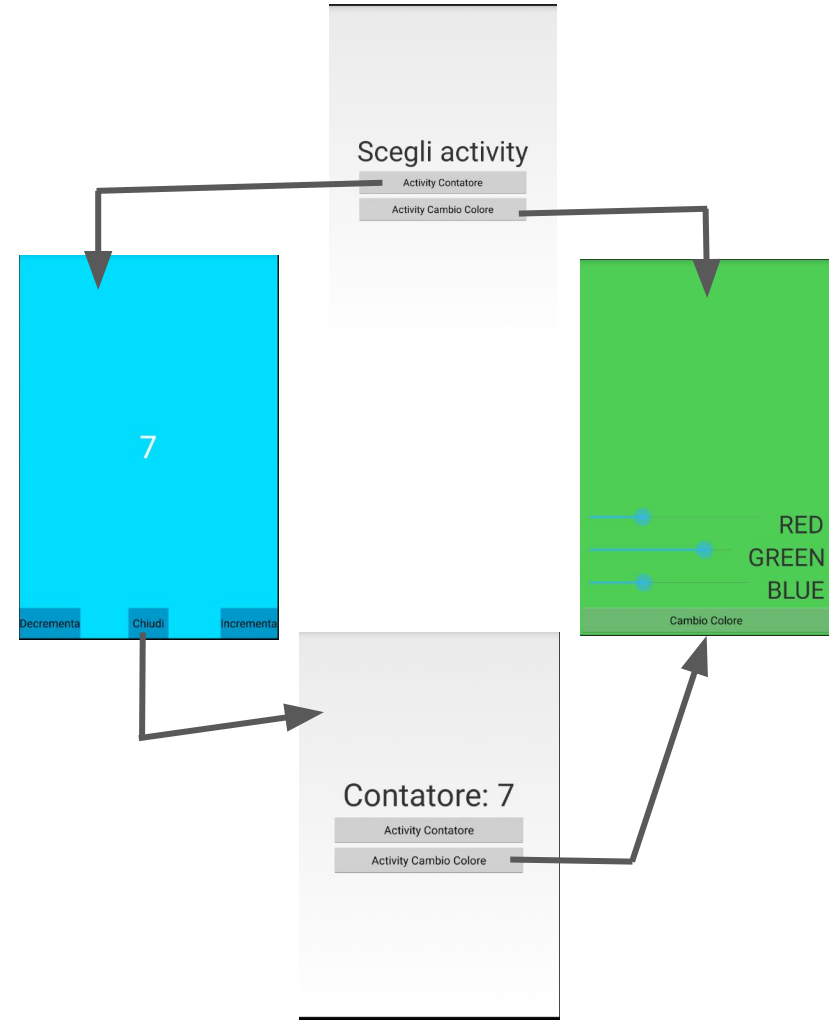 Scegli activity
Activity Contatore
Activity Cambio Colore
7
Decrementa Chiudi Incrementa
RED
GREEN
BLUE
Cambio Colore
Contatore: 7
Activity Contatore
Activity Cambio Colore